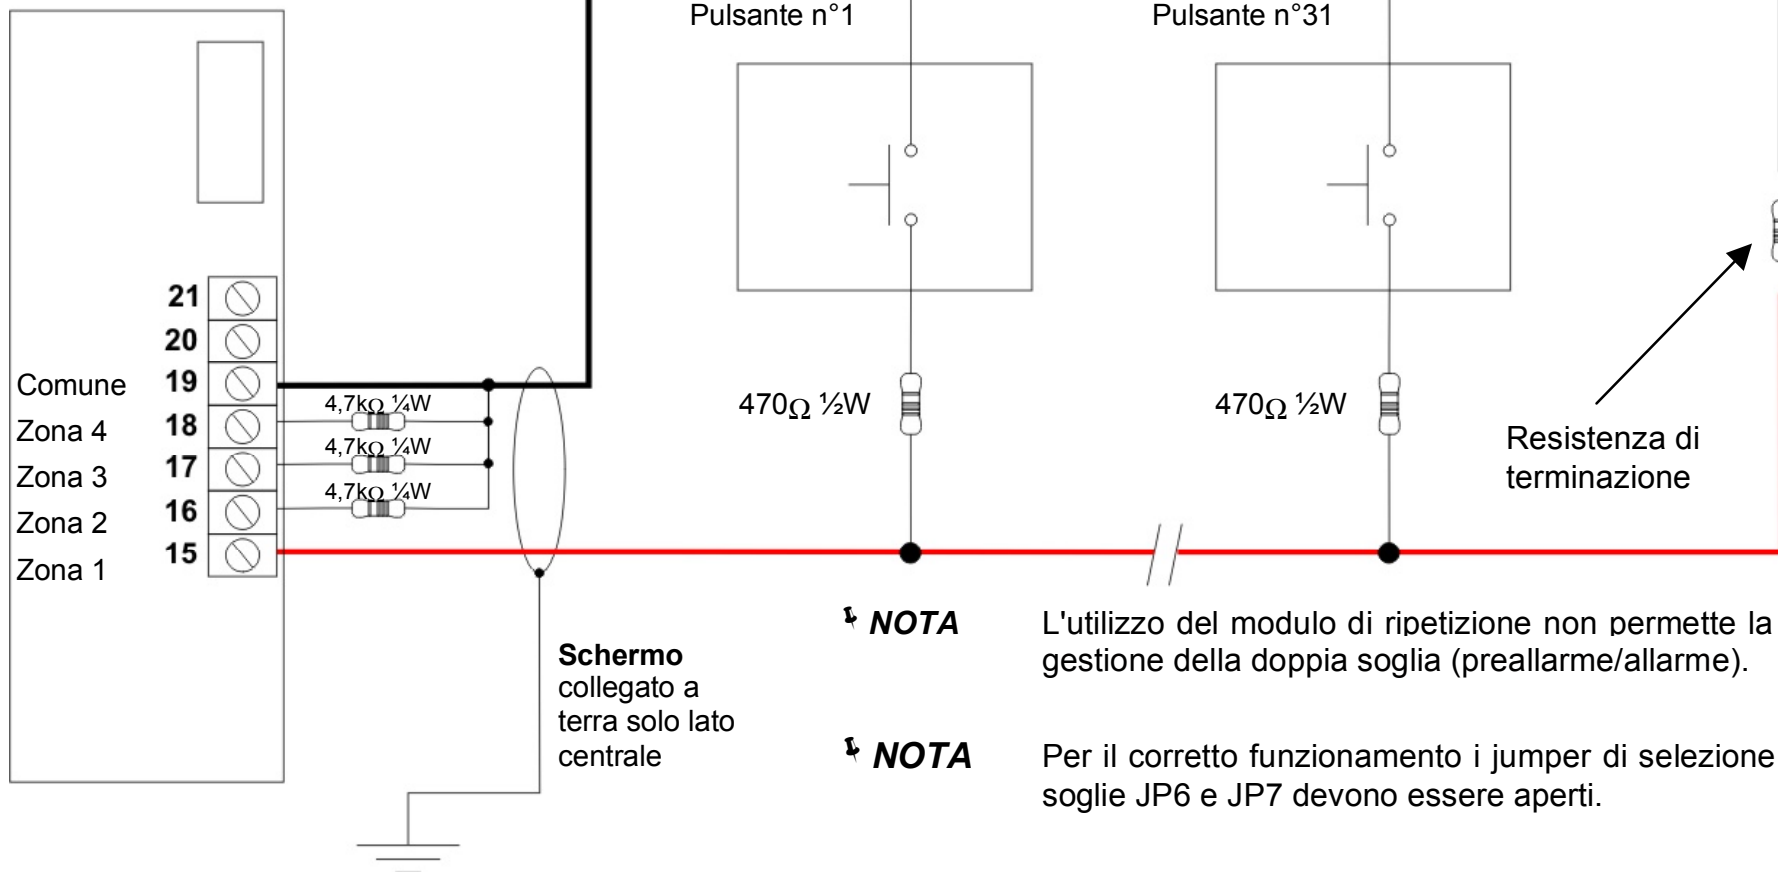 Pulsante n°1
Pulsante n°31
21
20
Comune 19
Zona 4 18
Zona 3 17
Zona 2 16
Zona 1 15
4,7kΩ ¼W
4,7kΩ ¼W
4,7kΩ ¼W
470Ω ½W
470Ω ½W
Resistenza di
terminazione
Schermo
collegato a
terra solo lato
centrale
NOTA L'utilizzo del modulo di ripetizione non permette la
gestione della doppia soglia (preallarme/allarme).
NOTA Per il corretto funzionamento i jumper di selezione
soglie JP6 e JP7 devono essere aperti.